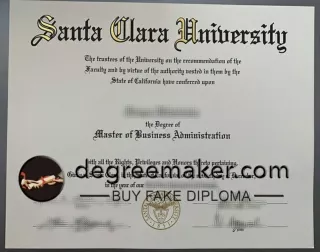 Santa Clara University
The trustees of the University on the recommendation of the
Faculty and by virtue of the authority vested in them by the
State of California have conferred upon
the Degree of
Master of Business Administration
with all the Rights, Privileges and Honors thereto pertaining.
degreemaker.com
in the year of our
BUY FAKE DIPLOMA